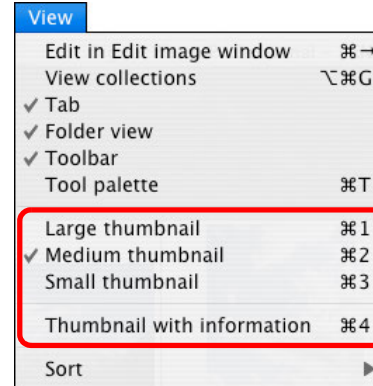 View
Edit in Edit image window ⌘→
View collections ⌥⌘G
✓ Tab
✓ Folder view
✓ Toolbar
Tool palette ⌘T
Large thumbnail ⌘1
✓ Medium thumbnail ⌘2
Small thumbnail ⌘3
Thumbnail with information ⌘4
Sort ▶